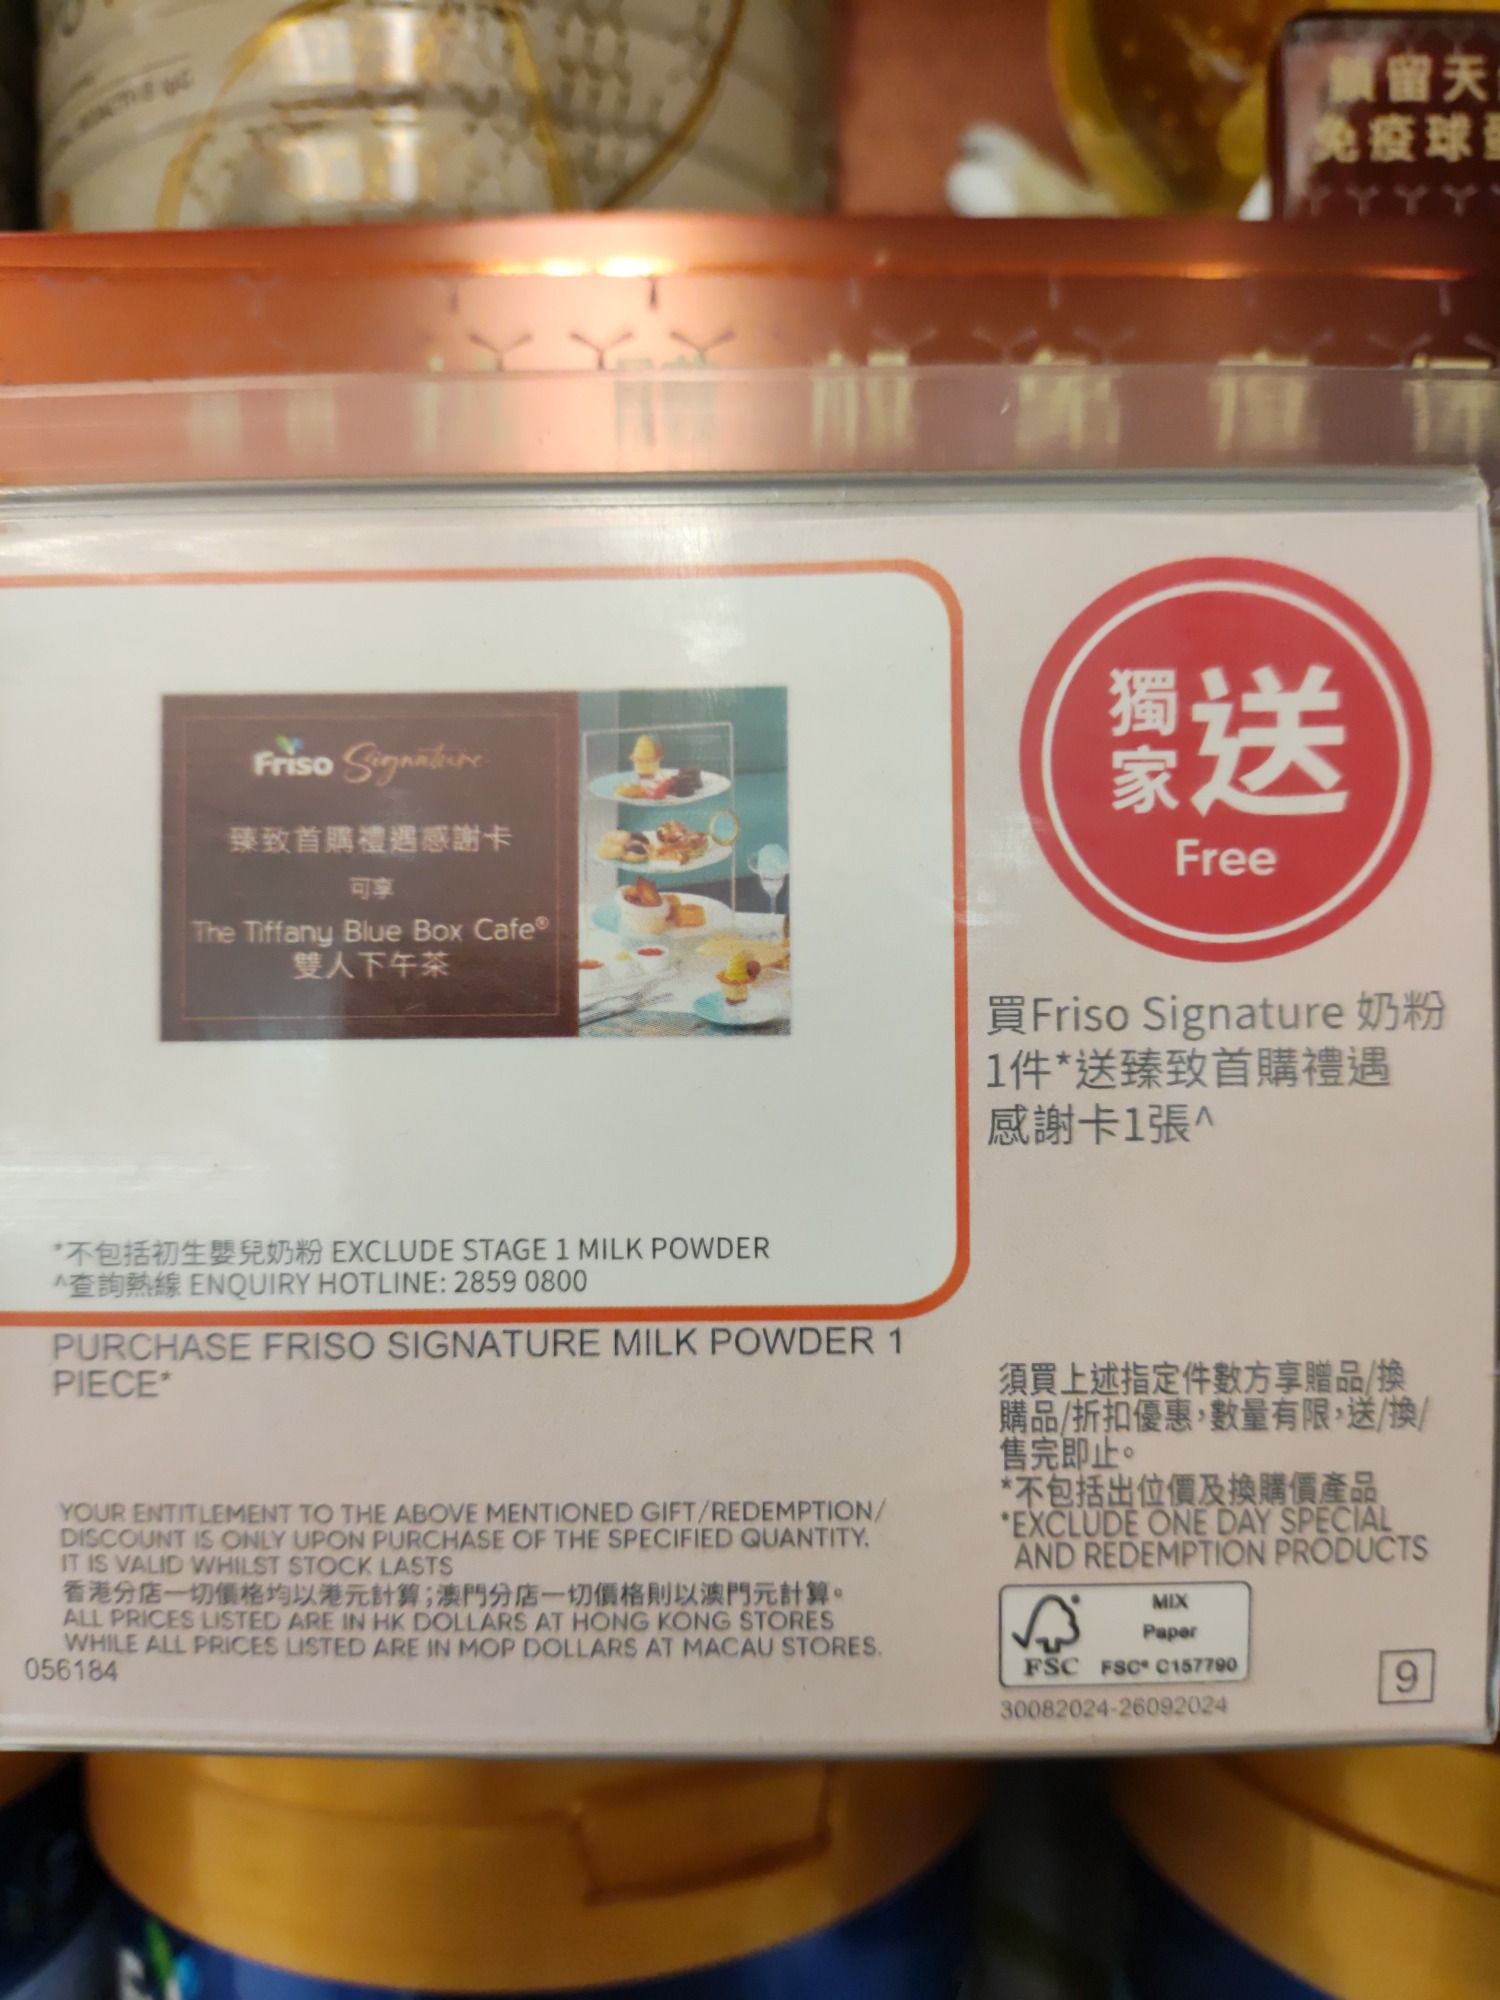 留天
免疫球
Friso Signature
臻致首購禮遇感謝卡
可享
The Tiffany Blue Box Cafe®
雙人下午茶
獨家送
Free
買Friso Signature 奶粉
1件*送臻致首購禮遇
感謝卡1張^
*不包括初生嬰兒奶粉 EXCLUDE STAGE 1 MILK POWDER
^查詢熱線 ENQUIRY HOTLINE: 2859 0800
PURCHASE FRISO SIGNATURE MILK POWDER 1
PIECE*
YOUR ENTITLEMENT TO THE ABOVE MENTIONED GIFT/REDEMPTION/
DISCOUNT IS ONLY UPON PURCHASE OF THE SPECIFIED QUANTITY.
IT IS VALID WHILST STOCK LASTS
香港分店一切價格均以港元計算;澳門分店一切價格則以澳門元計算。
ALL PRICES LISTED ARE IN HK DOLLARS AT HONG KONG STORES
WHILE ALL PRICES LISTED ARE IN MOP DOLLARS AT MACAU STORES.
056184
須買上述指定件數方享贈品/換
購品/折扣優惠,數量有限,送/換/
售完即止。
*不包括出位價及換購價產品
*EXCLUDE ONE DAY SPECIAL
AND REDEMPTION PRODUCTS
MIX
Paper
FSC FSC® C157790
30082024-26092024
9